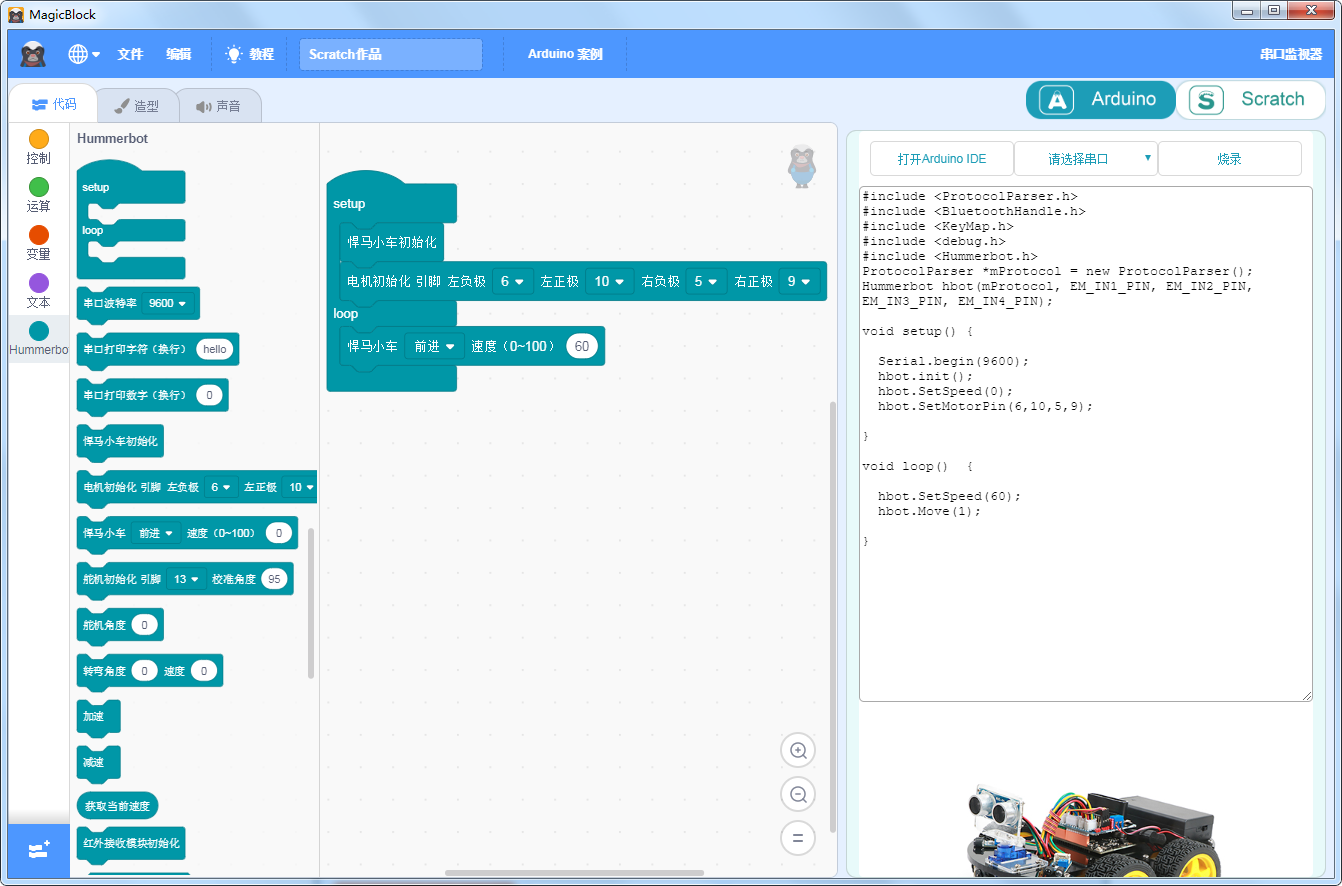 MagicBlock
文件 编辑 教程 Scratch作品 Arduino 案例 串口监视器
代码 造型 声音
Arduino Scratch
控制
运算
变量
文本
Hummerbo
Hummerbot
setup
loop
串口波特率 9600
串口打印字符（换行） hello
串口打印数字（换行） 0
悍马小车初始化
电机初始化 引脚 左负极 6 左正极 10
悍马小车 前进 速度（0~100） 0
舵机初始化 引脚 13 校准角度 95
舵机角度 0
转弯角度 0 速度 0
加速
减速
获取当前速度
红外接收模块初始化
setup
悍马小车初始化
电机初始化 引脚 左负极 6 左正极 10 右负极 5 右正极 9
loop
悍马小车 前进 速度（0~100） 60
打开Arduino IDE 请选择串口 烧录
#include <ProtocolParser.h>
#include <BluetoothHandle.h>
#include <KeyMap.h>
#include <debug.h>
#include <Hummerbot.h>
ProtocolParser *mProtocol = new ProtocolParser();
Hummerbot hbot(mProtocol, EM_IN1_PIN, EM_IN2_PIN,
EM_IN3_PIN, EM_IN4_PIN);
void setup() {
Serial.begin(9600);
hbot.init();
hbot.SetSpeed(0);
hbot.SetMotorPin(6,10,5,9);
}
void loop() {
hbot.SetSpeed(60);
hbot.Move(1);
}